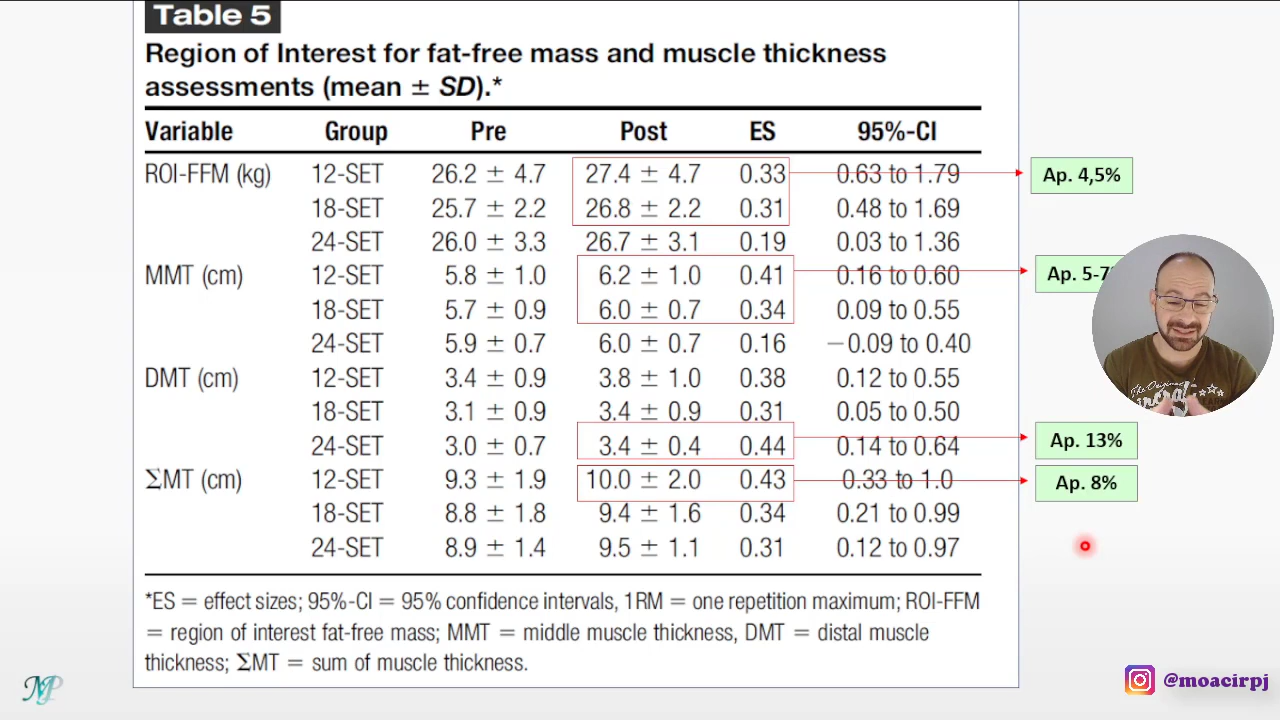 Table 5
Region of Interest for fat-free mass and muscle thickness
assessments (mean ± SD).*
Variable Group Pre Post ES 95%-CI
ROI-FFM (kg) 12-SET 26.2 ± 4.7 27.4 ± 4.7 0.33 0.63 to 1.79 Ap. 4,5%
18-SET 25.7 ± 2.2 26.8 ± 2.2 0.31 0.48 to 1.69
24-SET 26.0 ± 3.3 26.7 ± 3.1 0.19 0.03 to 1.36
MMT (cm) 12-SET 5.8 ± 1.0 6.2 ± 1.0 0.41 0.16 to 0.60 Ap. 5-7
18-SET 5.7 ± 0.9 6.0 ± 0.7 0.34 0.09 to 0.55
24-SET 5.9 ± 0.7 6.0 ± 0.7 0.16 −0.09 to 0.40
DMT (cm) 12-SET 3.4 ± 0.9 3.8 ± 1.0 0.38 0.12 to 0.55
18-SET 3.1 ± 0.9 3.4 ± 0.9 0.31 0.05 to 0.50
24-SET 3.0 ± 0.7 3.4 ± 0.4 0.44 0.14 to 0.64 Ap. 13%
ΣMT (cm) 12-SET 9.3 ± 1.9 10.0 ± 2.0 0.43 0.33 to 1.0 Ap. 8%
18-SET 8.8 ± 1.8 9.4 ± 1.6 0.34 0.21 to 0.99
24-SET 8.9 ± 1.4 9.5 ± 1.1 0.31 0.12 to 0.97
*ES = effect sizes; 95%-CI = 95% confidence intervals, 1RM = one repetition maximum; ROI-FFM
= region of interest fat-free mass; MMT = middle muscle thickness, DMT = distal muscle
thickness; ΣMT = sum of muscle thickness.
The Original
MP
@moacirpj